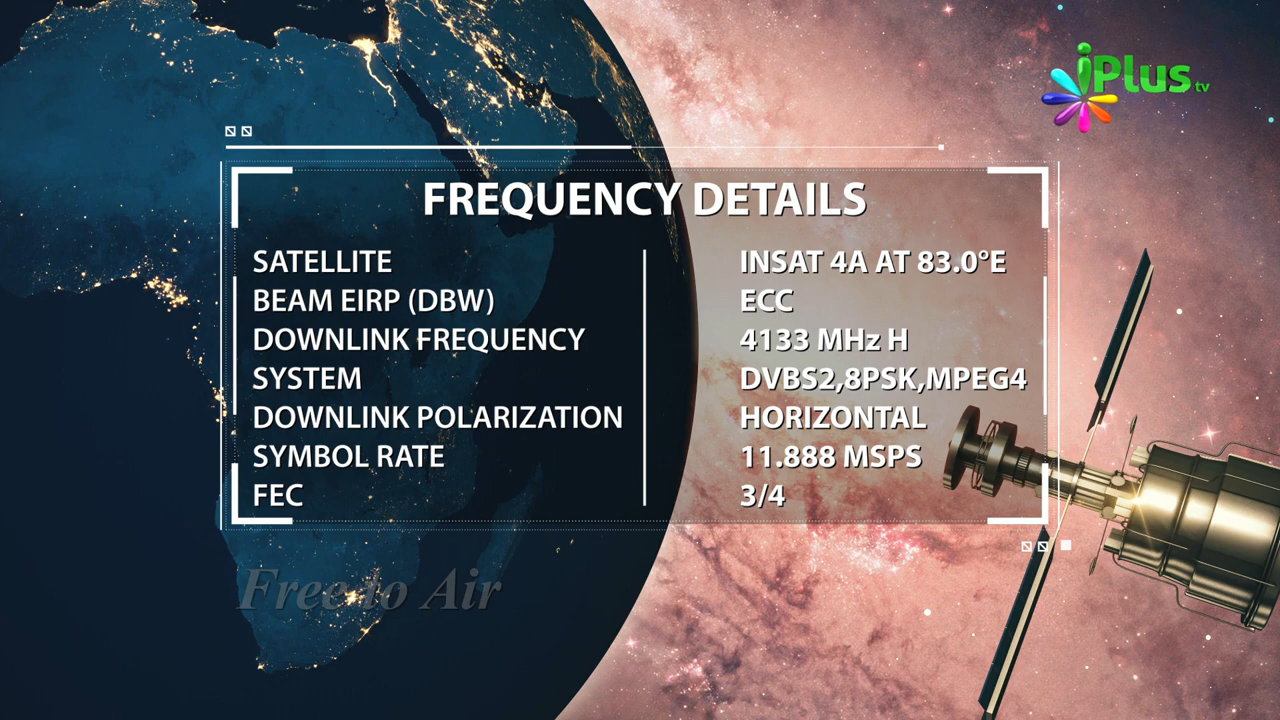 iPlus tv
FREQUENCY DETAILS
SATELLITE INSAT 4A AT 83.0°E
BEAM EIRP (DBW) ECC
DOWNLINK FREQUENCY 4133 MHz H
SYSTEM DVBS2,8PSK,MPEG4
DOWNLINK POLARIZATION HORIZONTAL
SYMBOL RATE 11.888 MSPS
FEC 3/4
Free to Air